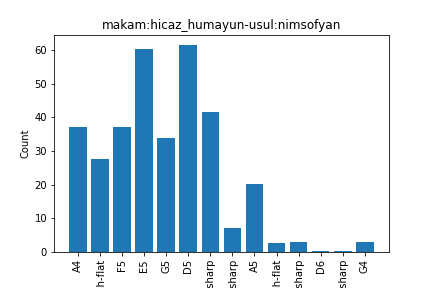 makam:hicaz_humayun-usul:nimsofyan
Count
60
50
40
30
20
10
0
A4
h-flat
F5
E5
G5
D5
sharp
sharp
A5
h-flat
sharp
D6
sharp
G4